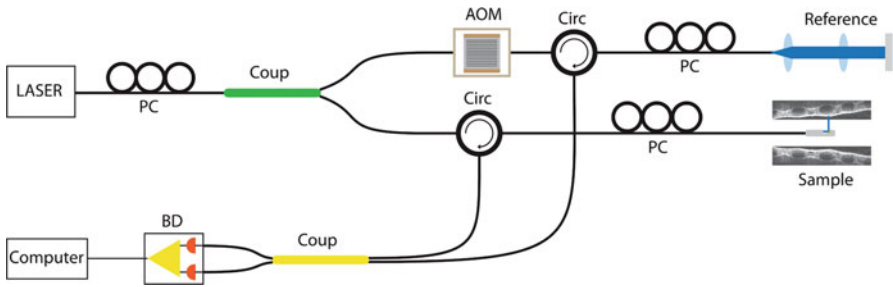 AOM
Circ
Reference
LASER
PC
Coup
PC
Circ
PC
Sample
BD
Coup
Computer